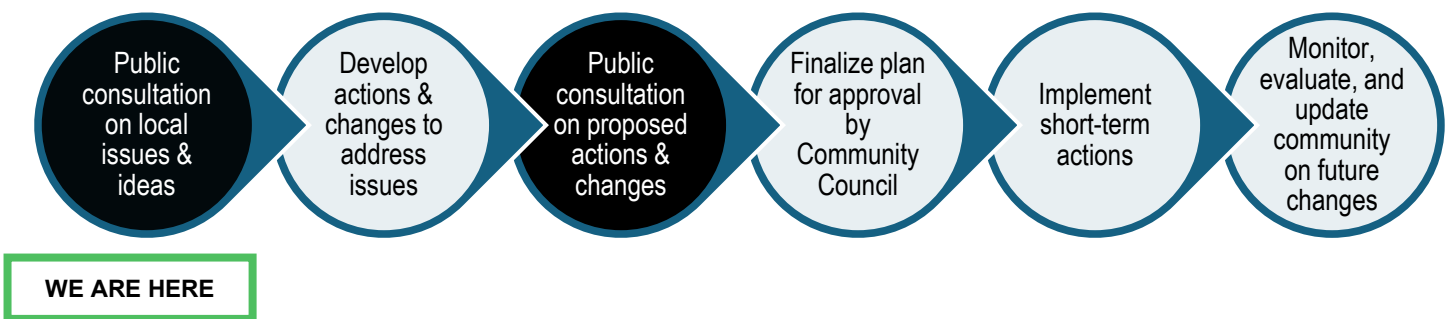 Public
consultation
on local
issues &
ideas
Develop
actions &
changes to
address
issues
Public
consultation
on proposed
actions &
changes
Finalize plan
for approval
by
Community
Council
Implement
short-term
actions
Monitor,
evaluate, and
update
community
on future
changes
WE ARE HERE